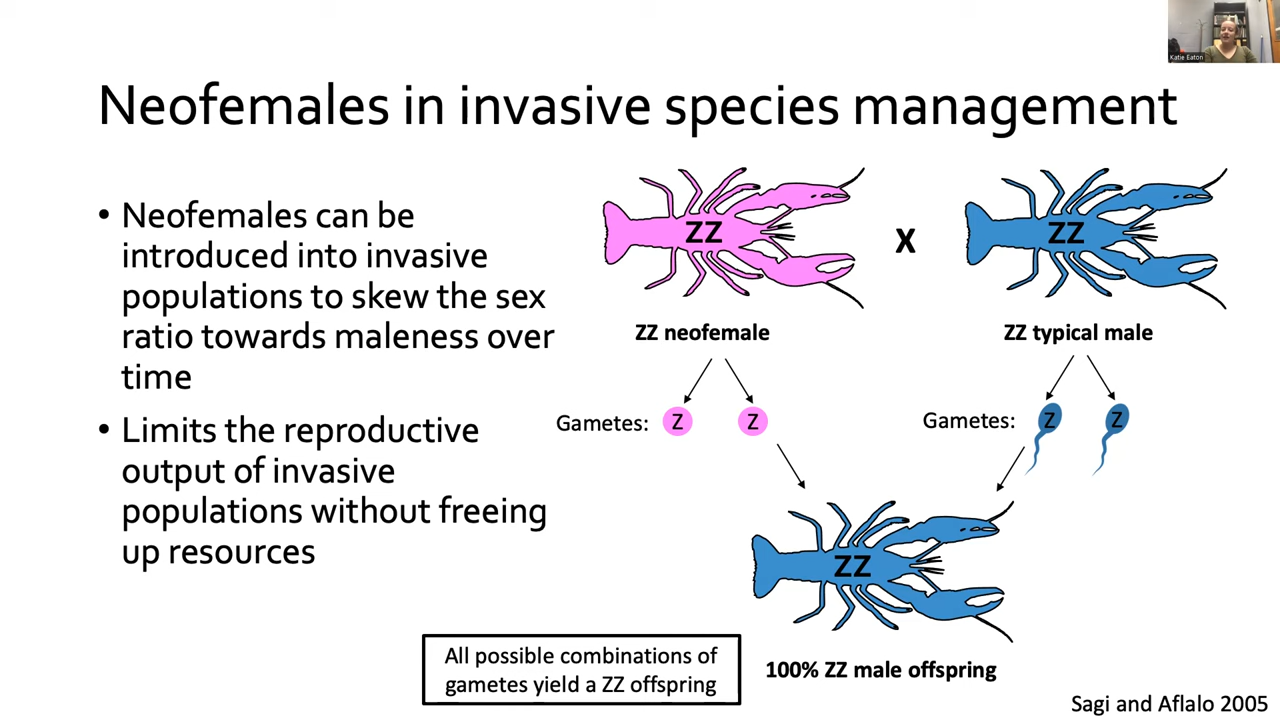 Katie Eaton
Neofemales in invasive species management
• Neofemales can be
introduced into invasive
populations to skew the sex
ratio towards maleness over
time
• Limits the reproductive
output of invasive
populations without freeing
up resources
ZZ
X
ZZ
ZZ neofemale
ZZ typical male
Gametes: Z Z
Gametes: Z Z
ZZ
All possible combinations of
gametes yield a ZZ offspring
100% ZZ male offspring
Sagi and Aflalo 2005